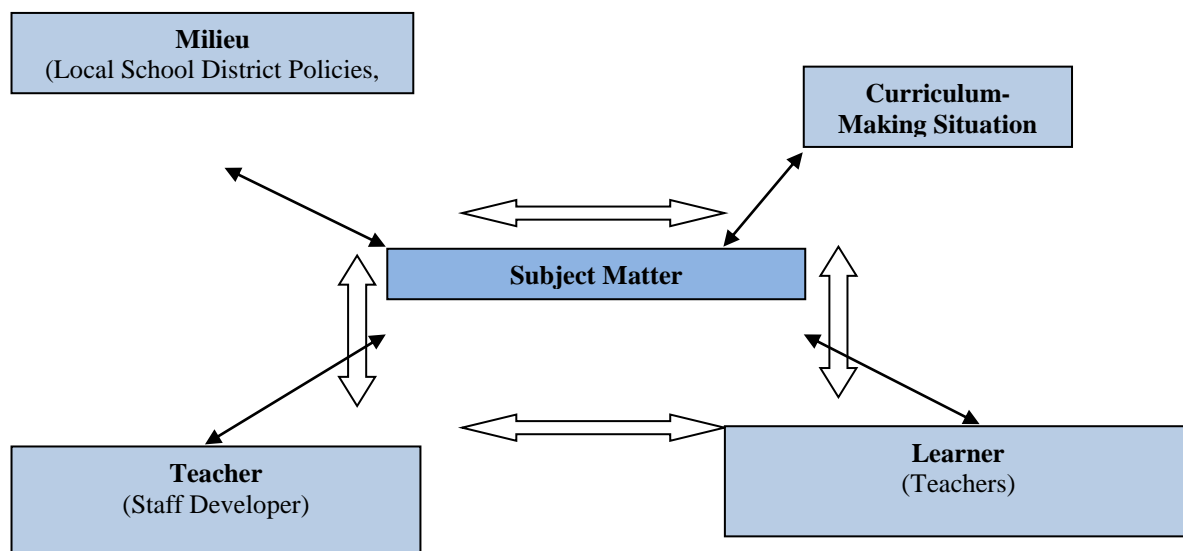 Milieu
(Local School District Policies,
Curriculum-
Making Situation
Subject Matter
Teacher
(Staff Developer)
Learner
(Teachers)